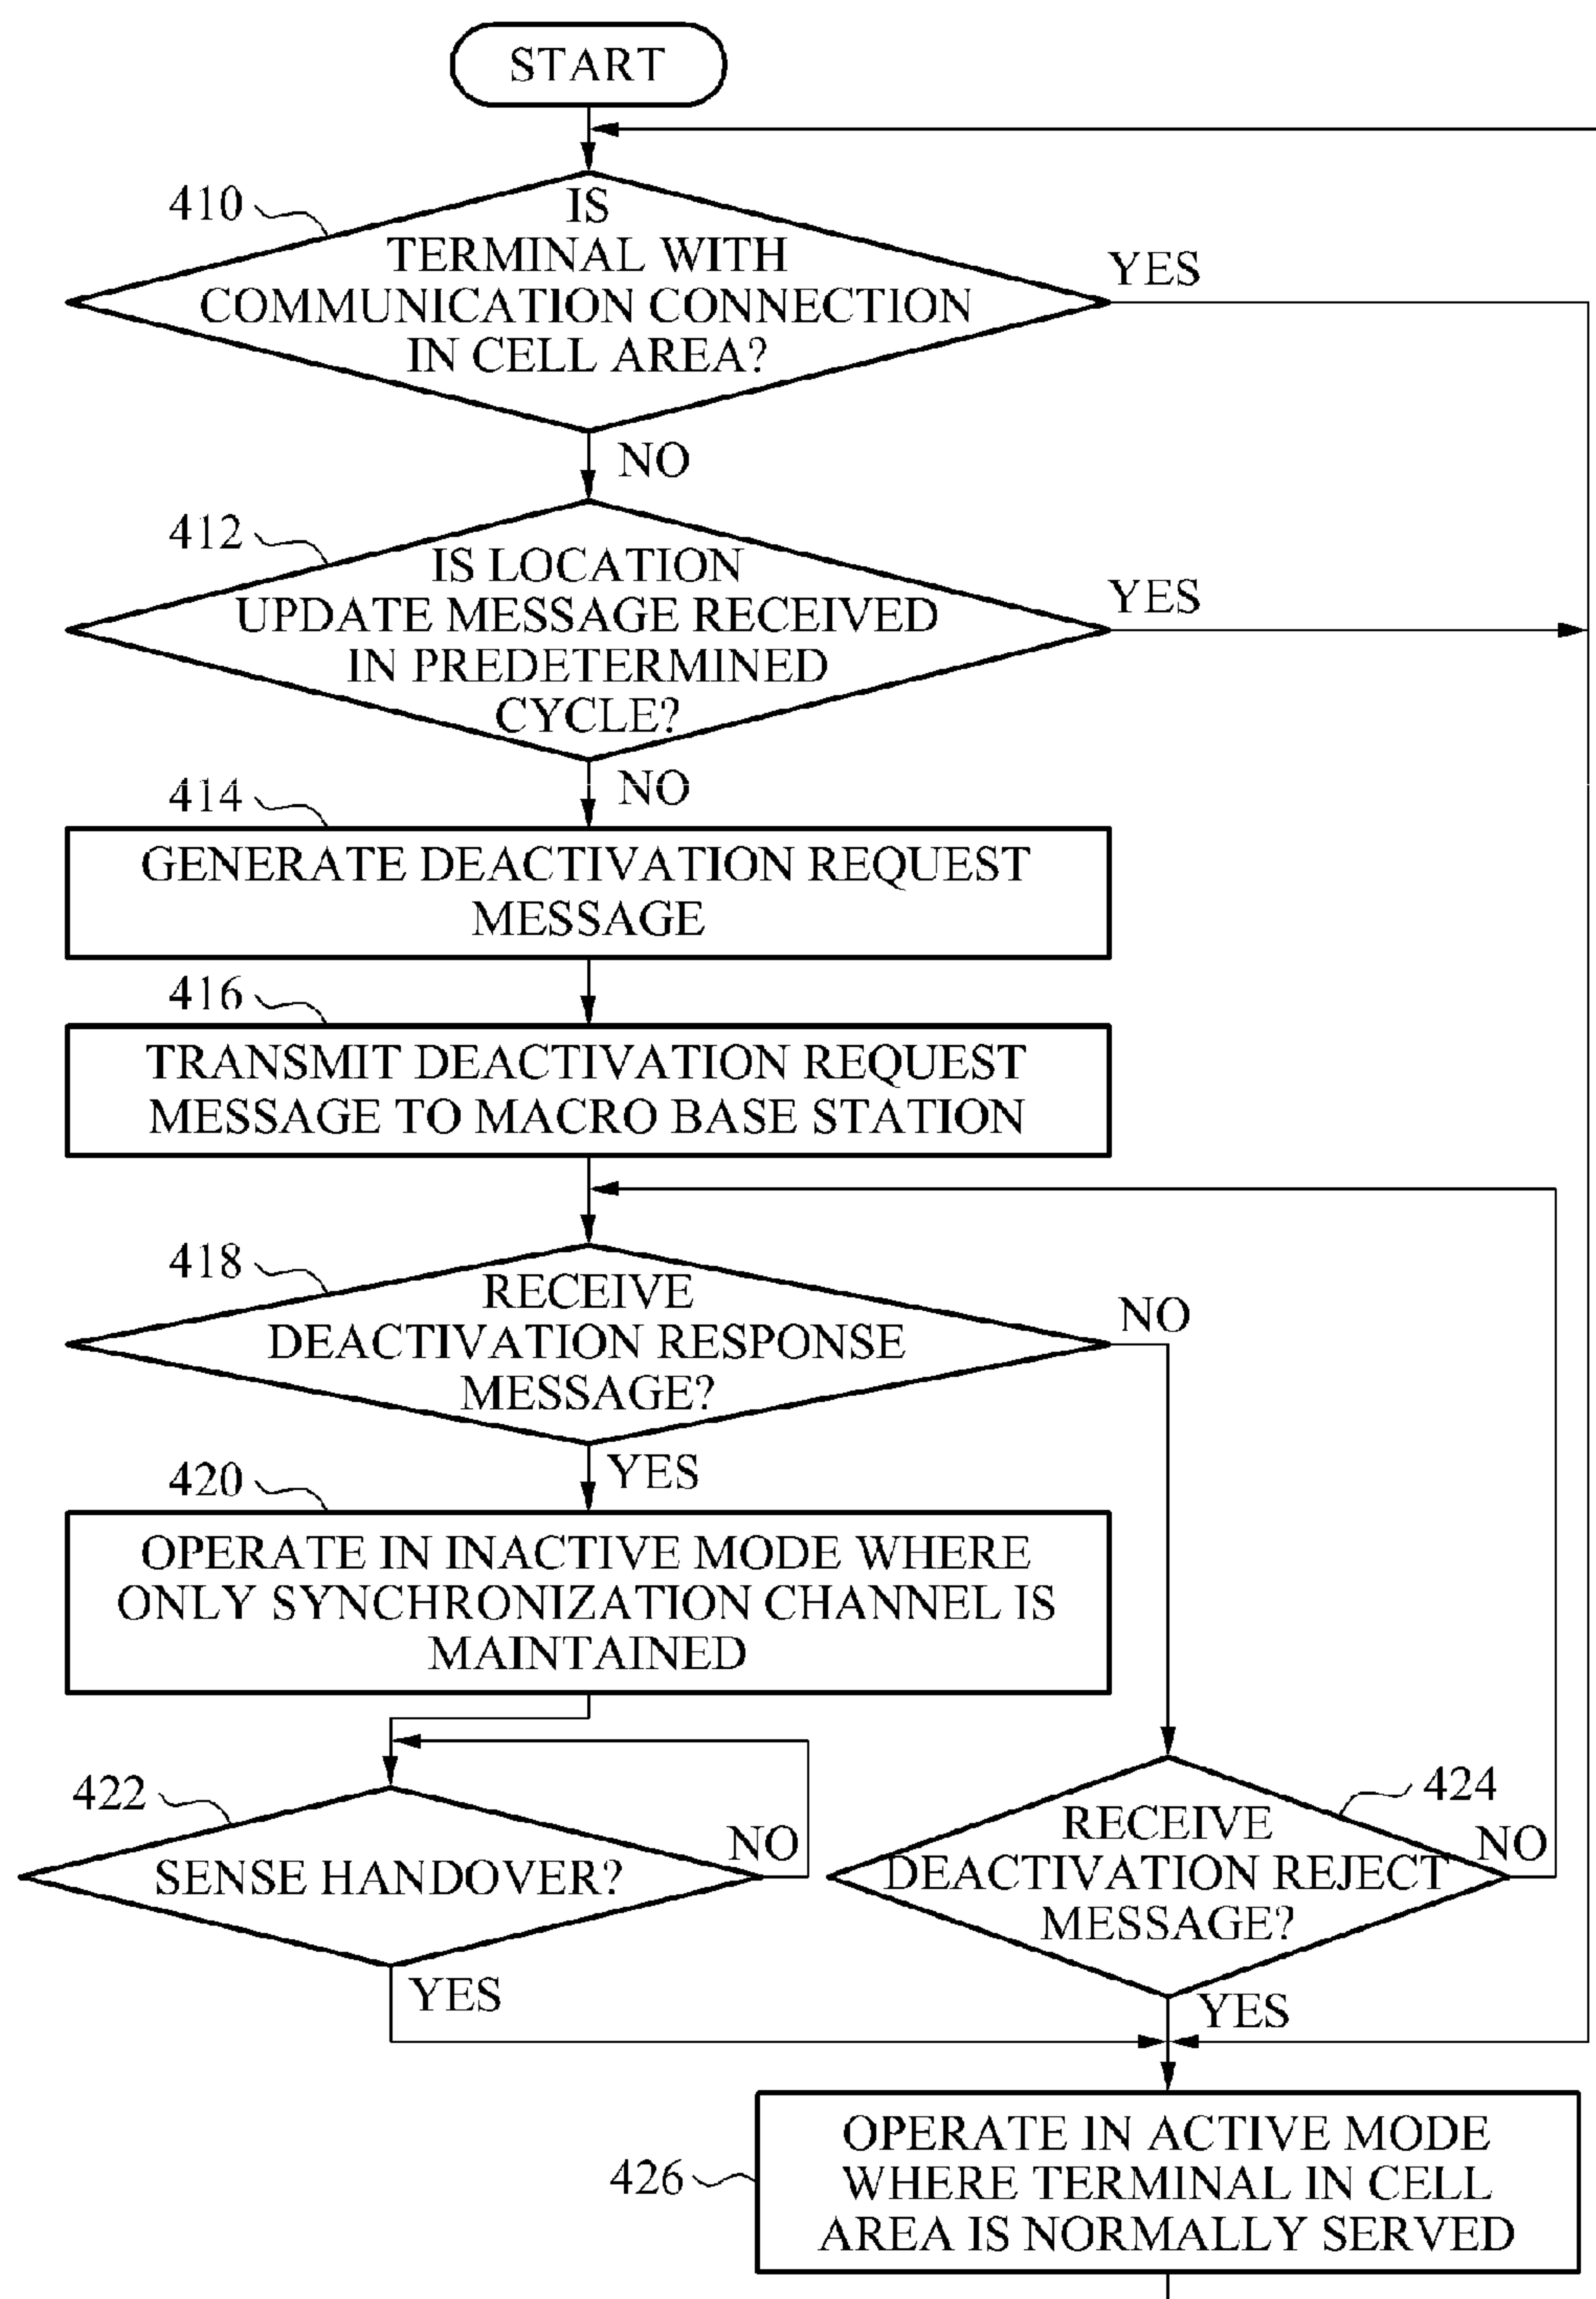 START
410
IS
TERMINAL WITH
COMMUNICATION CONNECTION
IN CELL AREA?
YES
NO
412
IS LOCATION
UPDATE MESSAGE RECEIVED
IN PREDETERMINED
CYCLE?
YES
NO
414
GENERATE DEACTIVATION REQUEST
MESSAGE
416
TRANSMIT DEACTIVATION REQUEST
MESSAGE TO MACRO BASE STATION
418
RECEIVE
DEACTIVATION RESPONSE
MESSAGE?
NO
YES
420
OPERATE IN INACTIVE MODE WHERE
ONLY SYNCHRONIZATION CHANNEL IS
MAINTAINED
422
SENSE HANDOVER?
NO
YES
424
RECEIVE
DEACTIVATION REJECT
MESSAGE?
NO
YES
426
OPERATE IN ACTIVE MODE
WHERE TERMINAL IN CELL
AREA IS NORMALLY SERVED